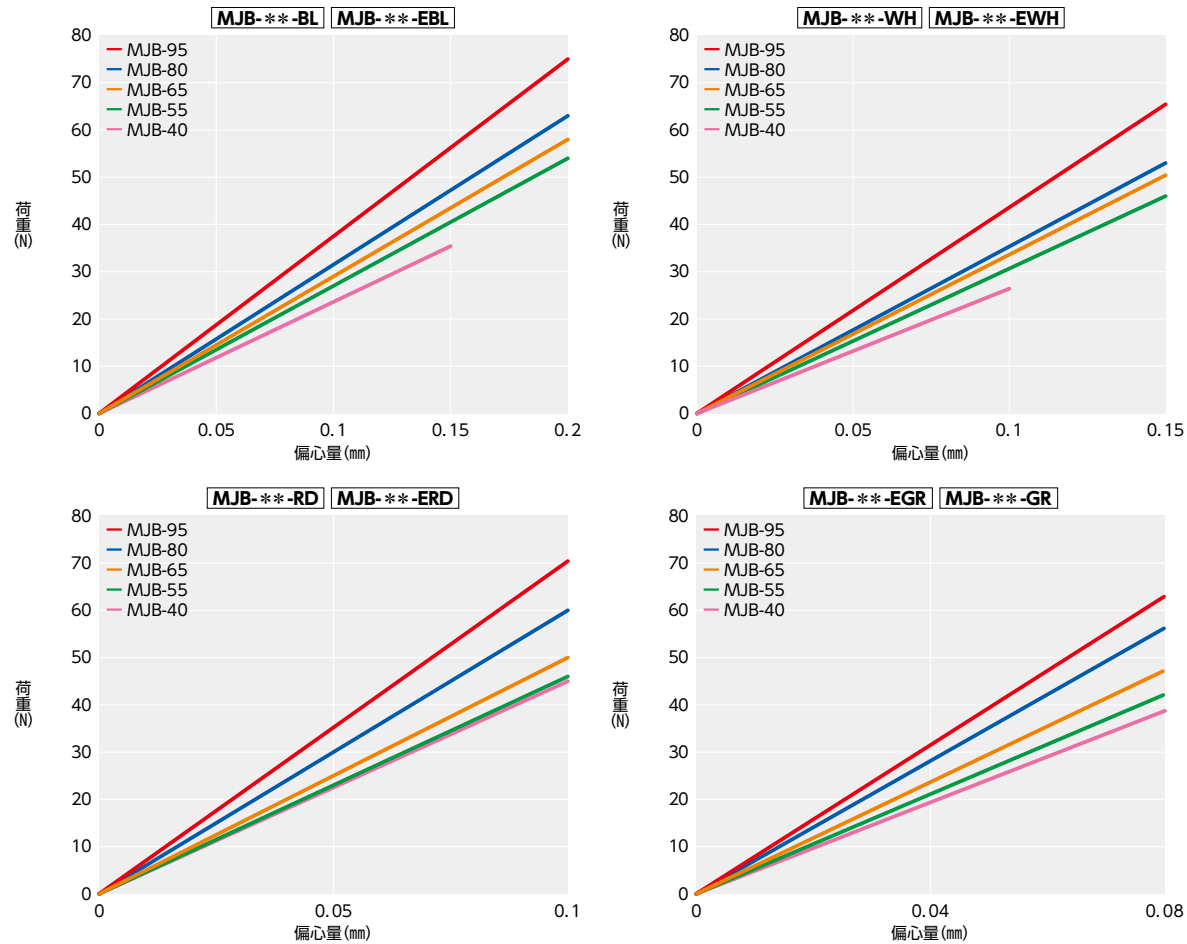 MJB-**-BL MJB-**-EBL
80
70
60
50
40
30
20
10
0
MJB-95
MJB-80
MJB-65
MJB-55
MJB-40
荷重(N)
0 0.05 0.1 0.15 0.2
偏心量(㎜)
MJB-**-WH MJB-**-EWH
80
70
60
50
40
30
20
10
0
MJB-95
MJB-80
MJB-65
MJB-55
MJB-40
荷重(N)
0 0.05 0.1 0.15
偏心量(㎜)
MJB-**-RD MJB-**-ERD
80
70
60
50
40
30
20
10
0
MJB-95
MJB-80
MJB-65
MJB-55
MJB-40
荷重(N)
0 0.05 0.1
偏心量(㎜)
MJB-**-EGR MJB-**-GR
80
70
60
50
40
30
20
10
0
MJB-95
MJB-80
MJB-65
MJB-55
MJB-40
荷重(N)
0 0.04 0.08
偏心量(㎜)